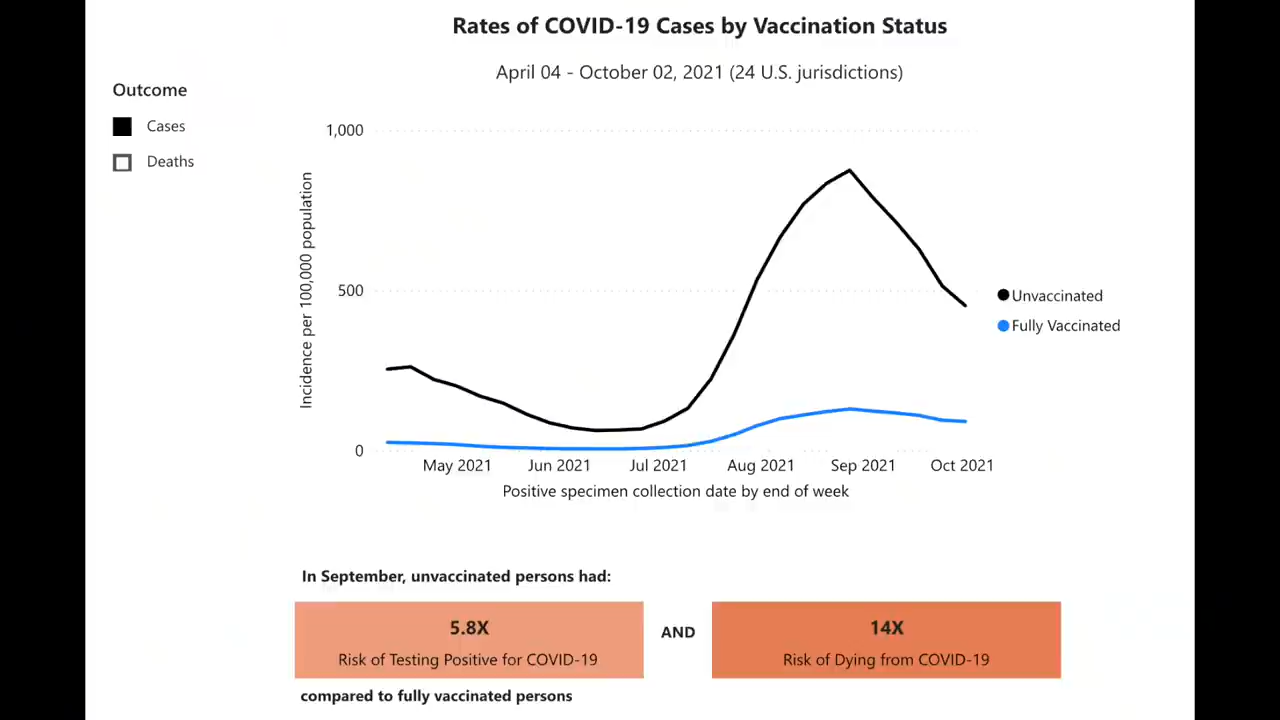 Rates of COVID-19 Cases by Vaccination Status
April 04 - October 02, 2021 (24 U.S. jurisdictions)
Outcome
Cases
Deaths
Incidence per 100,000 population
1,000
500
0
May 2021 Jun 2021 Jul 2021 Aug 2021 Sep 2021 Oct 2021
Positive specimen collection date by end of week
Unvaccinated
Fully Vaccinated
In September, unvaccinated persons had:
5.8X
Risk of Testing Positive for COVID-19
AND
14X
Risk of Dying from COVID-19
compared to fully vaccinated persons